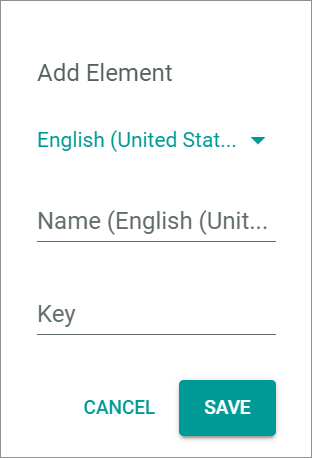 Add Element
English (United Stat...
Name (English (Unit...
Key
CANCEL SAVE